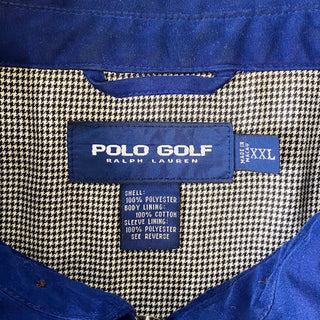 POLO GOLF
RALPH LAUREN
MADE IN
MACAU
XXL
SHELL:
100% POLYESTER
BODY LINING:
100% COTTON
SLEEVE LINING:
100% POLYESTER
SEE REVERSE